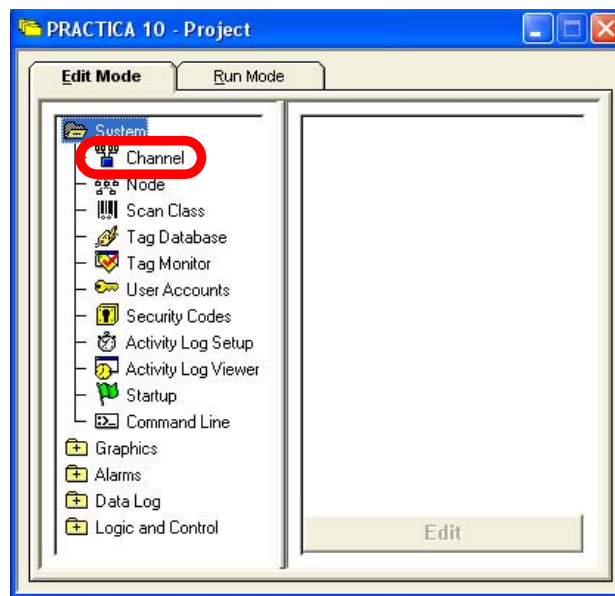 PRACTICA 10 - Project
Edit Mode Run Mode
System
Channel
Node
Scan Class
Tag Database
Tag Monitor
User Accounts
Security Codes
Activity Log Setup
Activity Log Viewer
Startup
Command Line
Graphics
Alarms
Data Log
Logic and Control
Edit